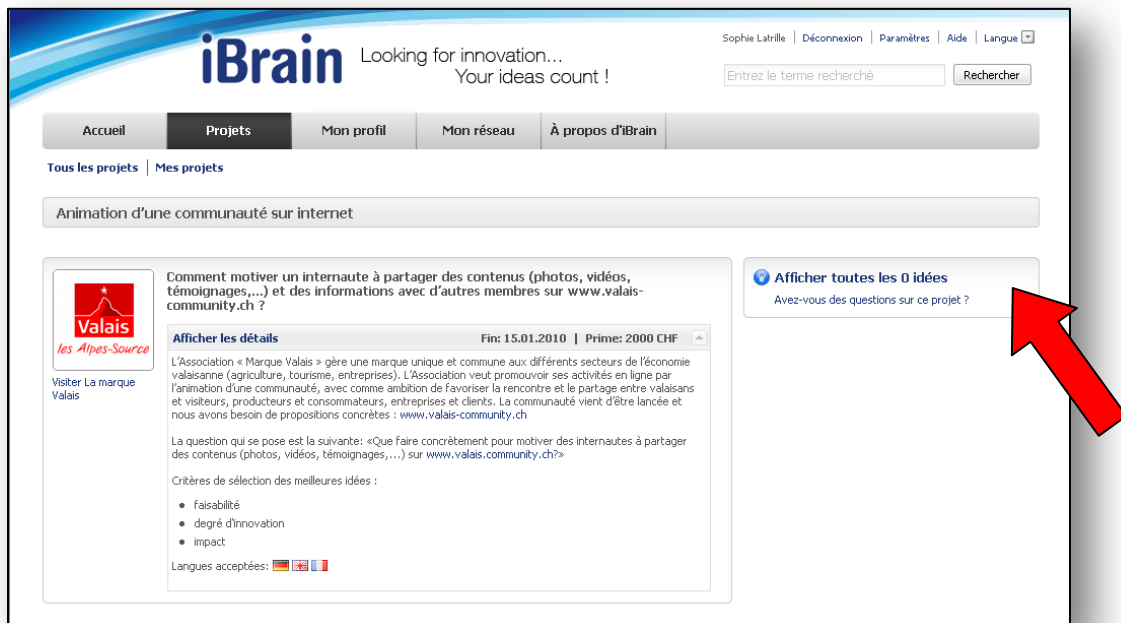 Sophie Latrille | Déconnexion | Paramètres | Aide | Langue
iBrain Looking for innovation...
Your ideas count !
Entrez le terme recherché Rechercher
Accueil Projets Mon profil Mon réseau À propos d'iBrain
Tous les projets | Mes projets
Animation d'une communauté sur internet
Valais
les Alpes-Source
Visiter La marque
Valais
Comment motiver un internaute à partager des contenus (photos, vidéos,
témoignages,...) et des informations avec d'autres membres sur www.valais-
community.ch ?
Afficher les détails Fin: 15.01.2010 | Prime: 2000 CHF
L'Association « Marque Valais » gère une marque unique et commune aux différents secteurs de l'économie
valaisanne (agriculture, tourisme, entreprises). L'Association veut promouvoir ses activités en ligne par
l'animation d'une communauté, avec comme ambition de favoriser la rencontre et le partage entre valaisans
et visiteurs, producteurs et consommateurs, entreprises et clients. La communauté vient d'être lancée et
nous avons besoin de propositions concrètes : www.valais-community.ch
La question qui se pose est la suivante: «Que faire concrètement pour motiver des internautes à partager
des contenus (photos, vidéos, témoignages,...) sur www.valais.community.ch?»
Critères de sélection des meilleures idées :
• faisabilité
• degré d'innovation
• impact
Langues acceptées:
Afficher toutes les 0 idées
Avez-vous des questions sur ce projet ?